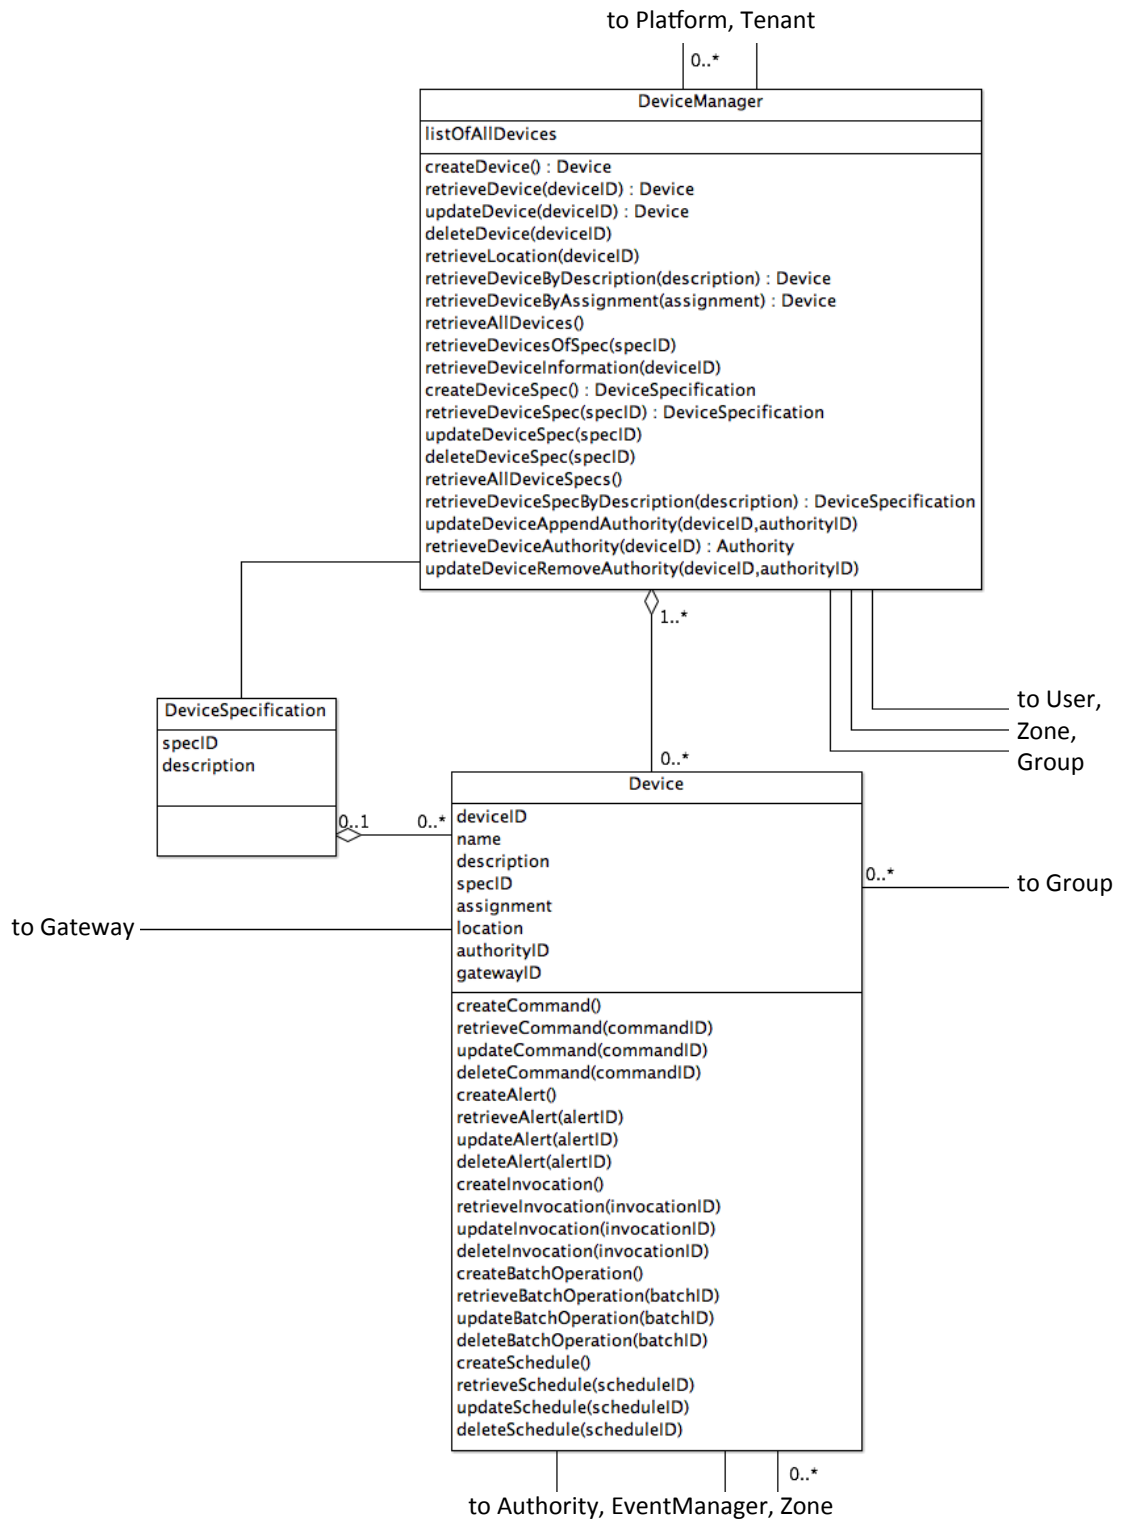 to Platform, Tenant
0..*
DeviceManager
listOfAllDevices
createDevice() : Device
retrieveDevice(deviceID) : Device
updateDevice(deviceID) : Device
deleteDevice(deviceID)
retrieveLocation(deviceID)
retrieveDeviceByDescription(description) : Device
retrieveDeviceByAssignment(assignment) : Device
retrieveAllDevices()
retrieveDevicesOfSpec(specID)
retrieveDeviceInformation(deviceID)
createDeviceSpec() : DeviceSpecification
retrieveDeviceSpec(specID) : DeviceSpecification
updateDeviceSpec(specID)
deleteDeviceSpec(specID)
retrieveAllDeviceSpecs()
retrieveDeviceSpecByDescription(description) : DeviceSpecification
updateDeviceAppendAuthority(deviceID,authorityID)
retrieveDeviceAuthority(deviceID) : Authority
updateDeviceRemoveAuthority(deviceID,authorityID)
1..*
to User,
Zone,
Group
DeviceSpecification
specID
description
0..*
Device
0..1
0..*
deviceID
name
description
specID
assignment
location
authorityID
gatewayID
0..*
to Group
to Gateway
createCommand()
retrieveCommand(commandID)
updateCommand(commandID)
deleteCommand(commandID)
createAlert()
retrieveAlert(alertID)
updateAlert(alertID)
deleteAlert(alertID)
createInvocation()
retrieveInvocation(invocationID)
updateInvocation(invocationID)
deleteInvocation(invocationID)
createBatchOperation()
retrieveBatchOperation(batchID)
updateBatchOperation(batchID)
deleteBatchOperation(batchID)
createSchedule()
retrieveSchedule(scheduleID)
updateSchedule(scheduleID)
deleteSchedule(scheduleID)
0..*
to Authority, EventManager, Zone